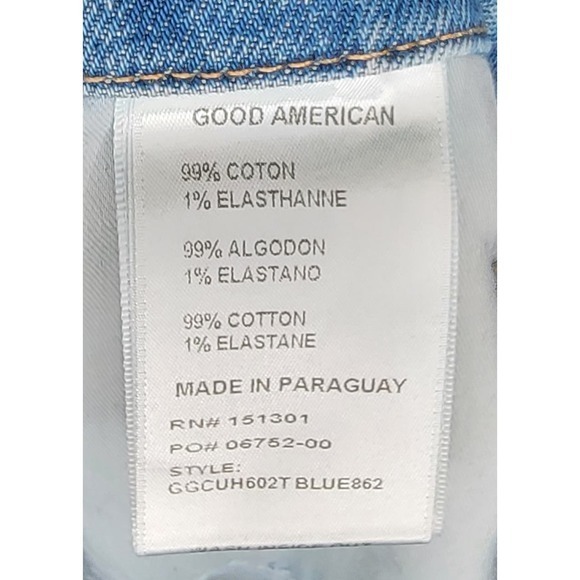 GOOD AMERICAN
99% COTON
1% ELASTHANNE
99% ALGODON
1% ELASTANO
99% COTTON
1% ELASTANE
MADE IN PARAGUAY
RN# 151301
PO# 06752-00
STYLE:
GGCUH602T BLUE862